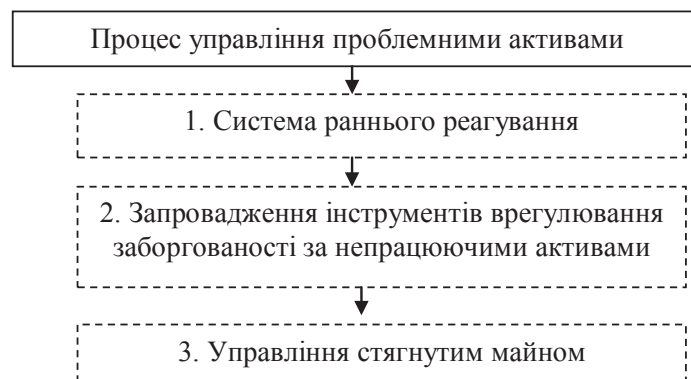 Процес управління проблемними активами
1. Система раннього реагування
2. Запровадження інструментів врегулювання
заборгованості за непрацюючими активами
3. Управління стягнутим майном